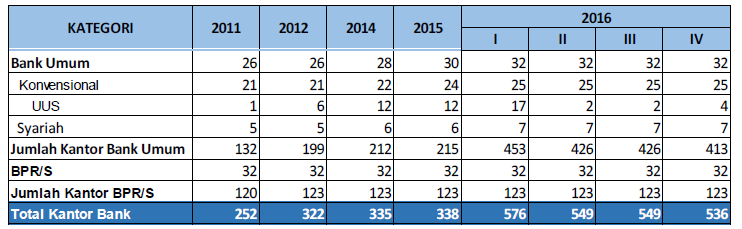 KATEGORI 2011 2012 2014 2015 2016
I II III IV
Bank Umum 26 26 28 30 32 32 32 32
Konvensional 21 21 22 24 25 25 25 25
UUS 1 6 12 12 17 2 2 4
Syariah 5 5 6 6 7 7 7 7
Jumlah Kantor Bank Umum 132 199 212 215 453 426 426 413
BPR/S 32 32 32 32 32 32 32 32
Jumlah Kantor BPR/S 120 123 123 123 123 123 123 123
Total Kantor Bank 252 322 335 338 576 549 549 536